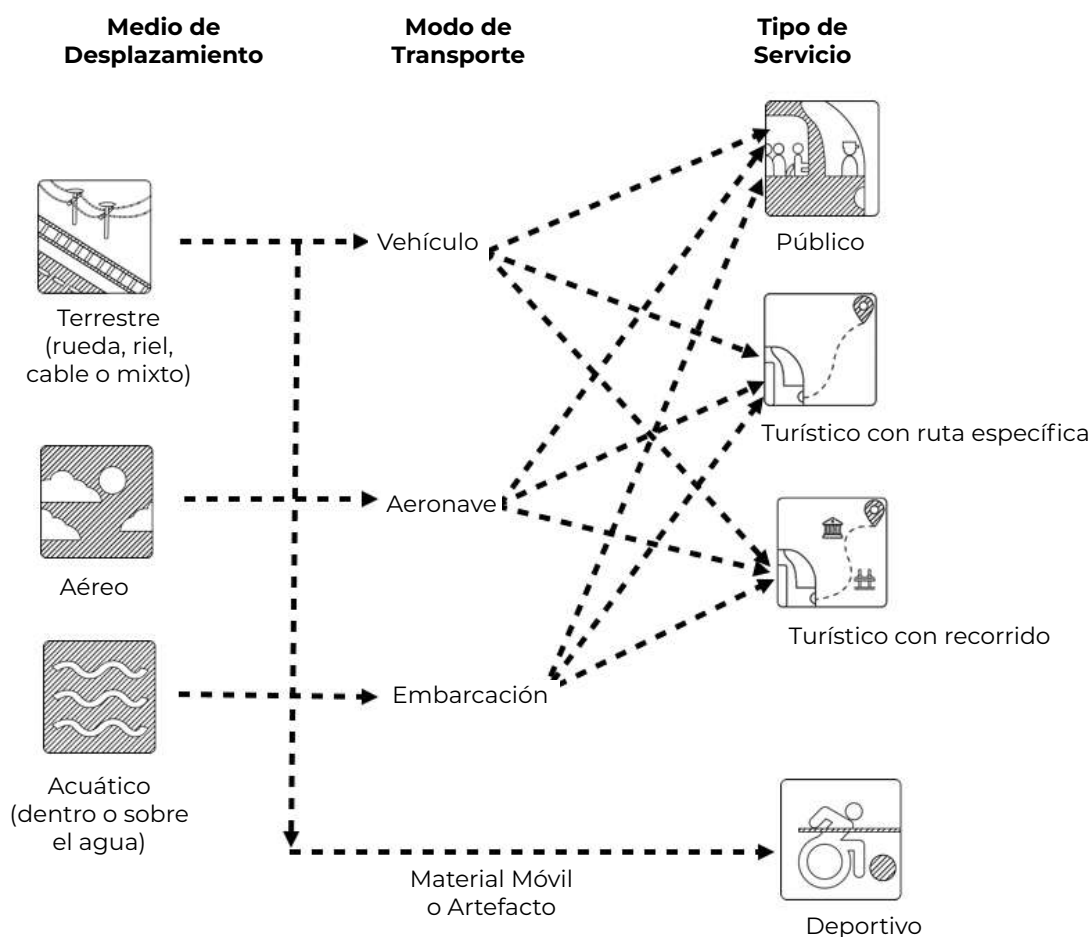 Medio de
Desplazamiento
Modo de
Transporte
Tipo de
Servicio
Terrestre
(rueda, riel,
cable o mixto)
Vehículo
Público
Turístico con ruta específica
Aéreo
Aeronave
Turístico con recorrido
Acuático
(dentro o sobre
el agua)
Embarcación
Material Móvil
o Artefacto
Deportivo